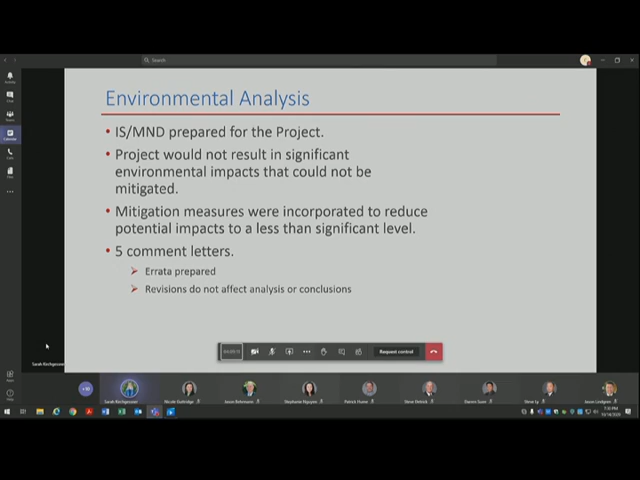 Search
Environmental Analysis
• IS/MND prepared for the Project.
• Project would not result in significant
environmental impacts that could not be
mitigated.
• Mitigation measures were incorporated to reduce
potential impacts to a less than significant level.
• 5 comment letters.
Errata prepared
Revisions do not affect analysis or conclusions
Request control